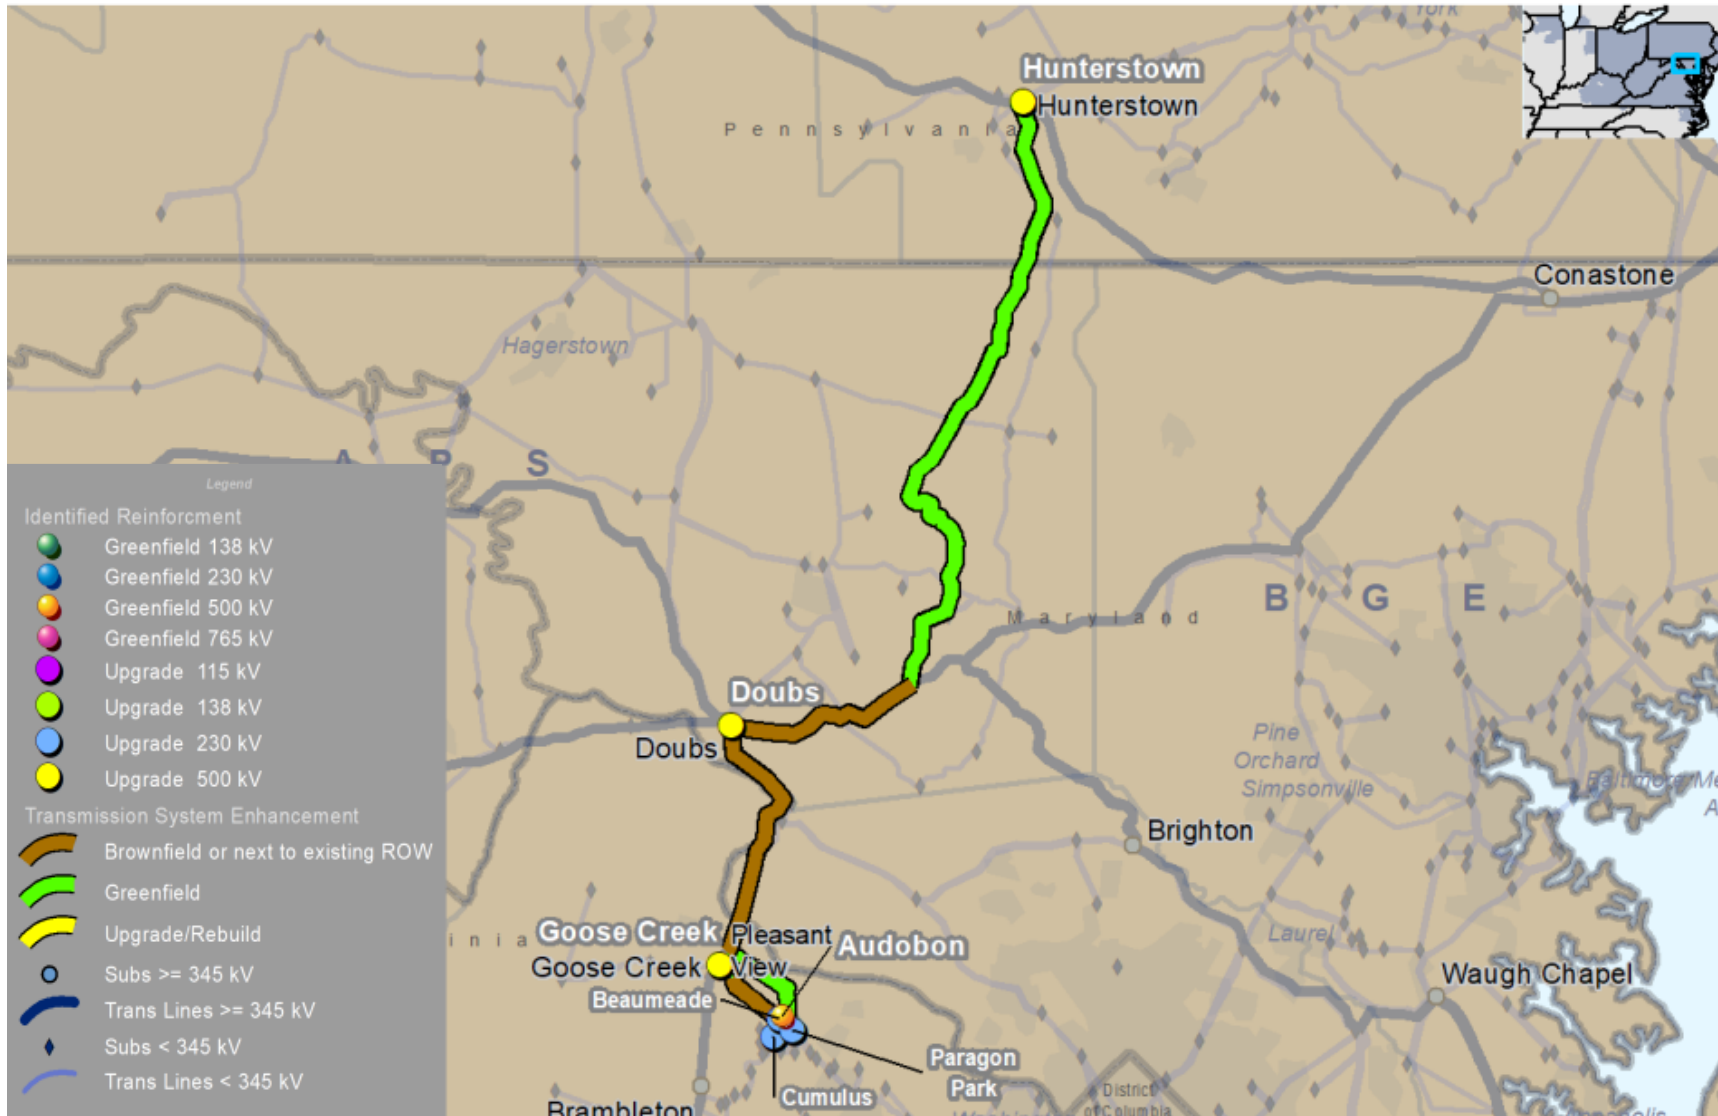 York
Hunterstown
Hunterstown
Pennsylvania
Conastone
Hagerstown
A P S
Legend
Identified Reinforcment
Greenfield 138 kV
Greenfield 230 kV
Greenfield 500 kV
Greenfield 765 kV
Upgrade 115 kV
Upgrade 138 kV
Upgrade 230 kV
Upgrade 500 kV
Transmission System Enhancement
Brownfield or next to existing ROW
Greenfield
Upgrade/Rebuild
Subs >= 345 kV
Trans Lines >= 345 kV
Subs < 345 kV
Trans Lines < 345 kV
B G E
Maryland
Doubs
Doubs
Pine
Orchard
Simpsonville
Baltimore
Brighton
inia
Goose Creek
Pleasant
View
Audobon
Goose Creek
Laurel
Waugh Chapel
Beaumeade
Paragon
Park
Cumulus
District
of Columbia
Brambleton